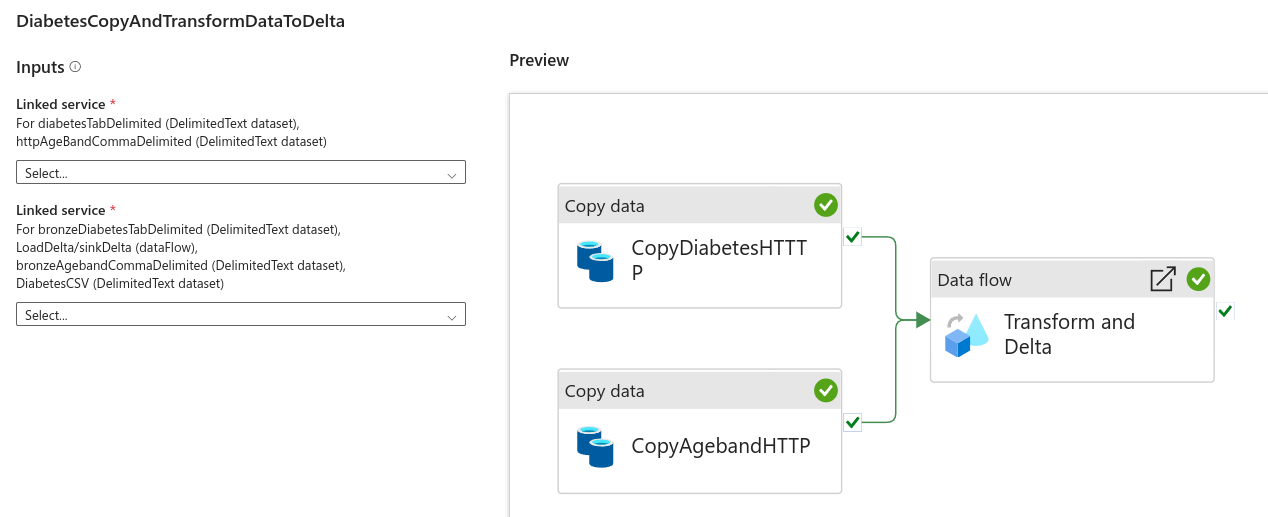 DiabetesCopyAndTransformDataToDelta
Inputs
Linked service *
For diabetesTabDelimited (DelimitedText dataset),
httpAgeBandCommaDelimited (DelimitedText dataset)
Select...
Linked service *
For bronzeDiabetesTabDelimited (DelimitedText dataset),
LoadDelta/sinkDelta (dataFlow),
bronzeAgebandCommaDelimited (DelimitedText dataset),
DiabetesCSV (DelimitedText dataset)
Select...
Preview
Copy data
CopyDiabetesHTTT
P
Copy data
CopyAgebandHTTP
Data flow
Transform and
Delta